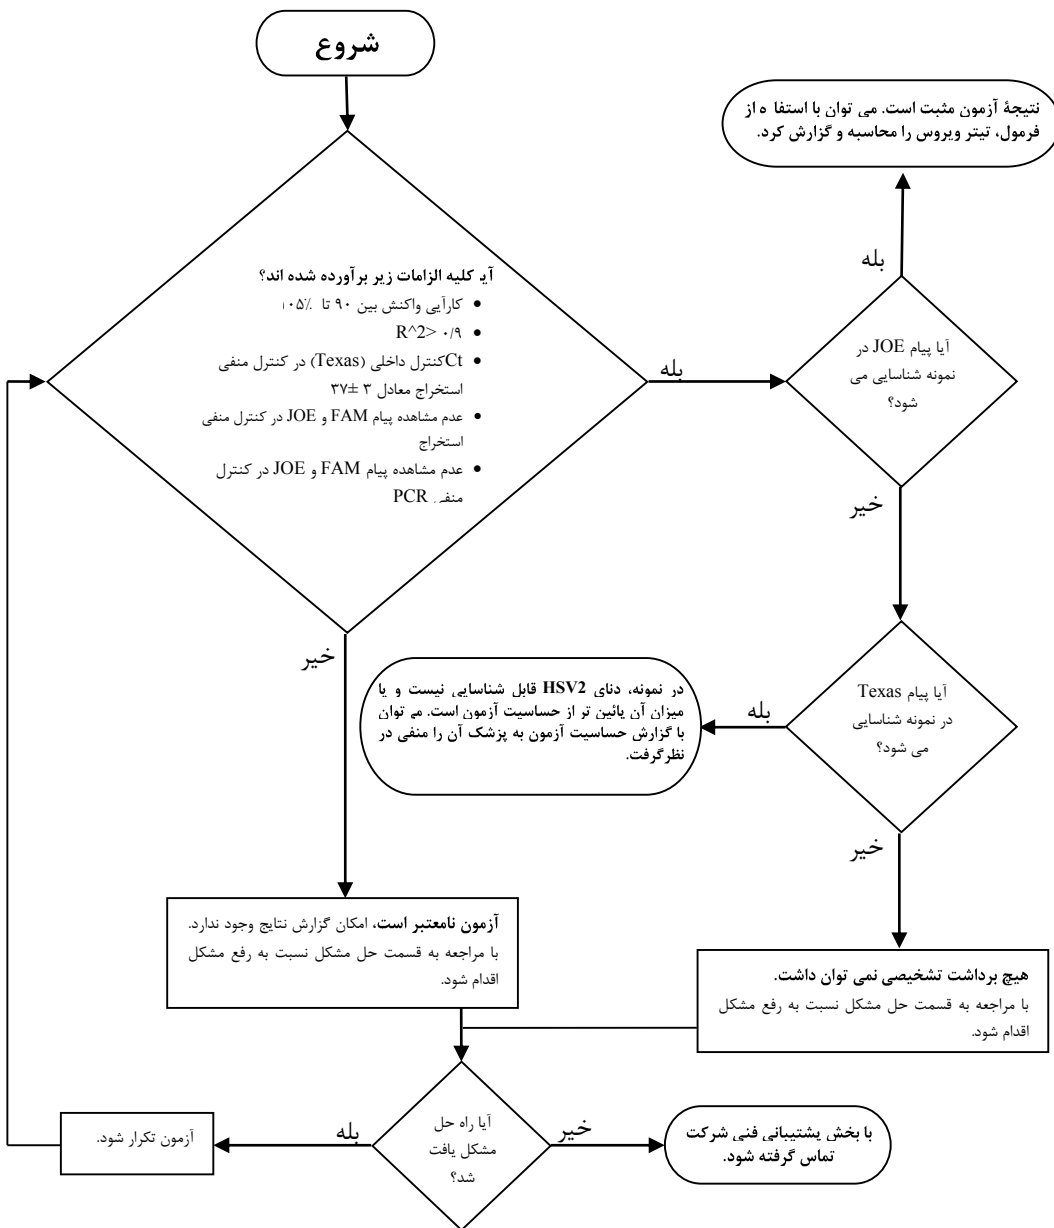 شروع
نتیجۀ آزمون مثبت است. می توان با استفا ه از
فرمول، تیتر ویروس را محاسبه و گزارش کرد.
بله
آیا کلیه الزامات زیر برآورده شده اند؟
• کارآیی واکنش بین ۹۰ تا ۱۰۵٪
• R^2> ۰/۹
• Ctکنترل داخلی (Texas) در کنترل منفی
استخراج معادل ۳ ±۳۷
• عدم مشاهده پیام FAM و JOE در کنترل منفی
استخراج
• عدم مشاهده پیام FAM و JOE در کنترل
منفی PCR
بله
آیا پیام JOE در
نمونه شناسایی می
شود؟
خیر
خیر
آیا پیام Texas
در نمونه شناسایی
می شود؟
بله
در نمونه، دنای HSV2 قابل شناسایی نیست و یا
میزان آن پائین تر از حساسیت آزمون است. می توان
با گزارش حساسیت آزمون به پزشک آن را منفی در
نظرگرفت.
خیر
آزمون نامعتبر است، امکان گزارش نتایج وجود ندارد.
با مراجعه به قسمت حل مشکل نسبت به رفع مشکل
اقدام شود.
هیچ برداشت تشخیصی نمی توان داشت.
با مراجعه به قسمت حل مشکل نسبت به رفع مشکل
اقدام شود.
آیا راه حل
مشکل یافت
شد؟
بله
آزمون تکرار شود.
خیر
با بخش پشتیبانی فنی شرکت
تماس گرفته شود.